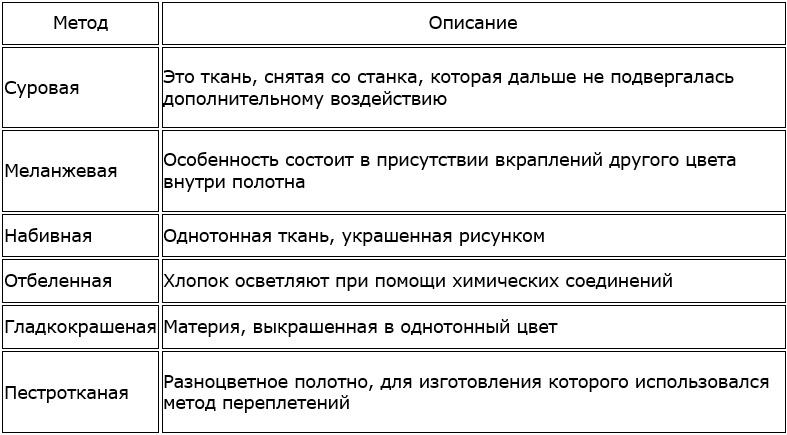 Метод
Описание
Суровая
Это ткань, снятая со станка, которая дальше не подвергалась
дополнительному воздействию
Меланжевая
Особенность состоит в присутствии вкраплений другого цвета
внутри полотна
Набивная
Однотонная ткань, украшенная рисунком
Отбеленная
Хлопок осветляют при помощи химических соединений
Гладкокрашеная
Материя, выкрашенная в однотонный цвет
Пестротканая
Разноцветное полотно, для изготовления которого использовался
метод переплетений